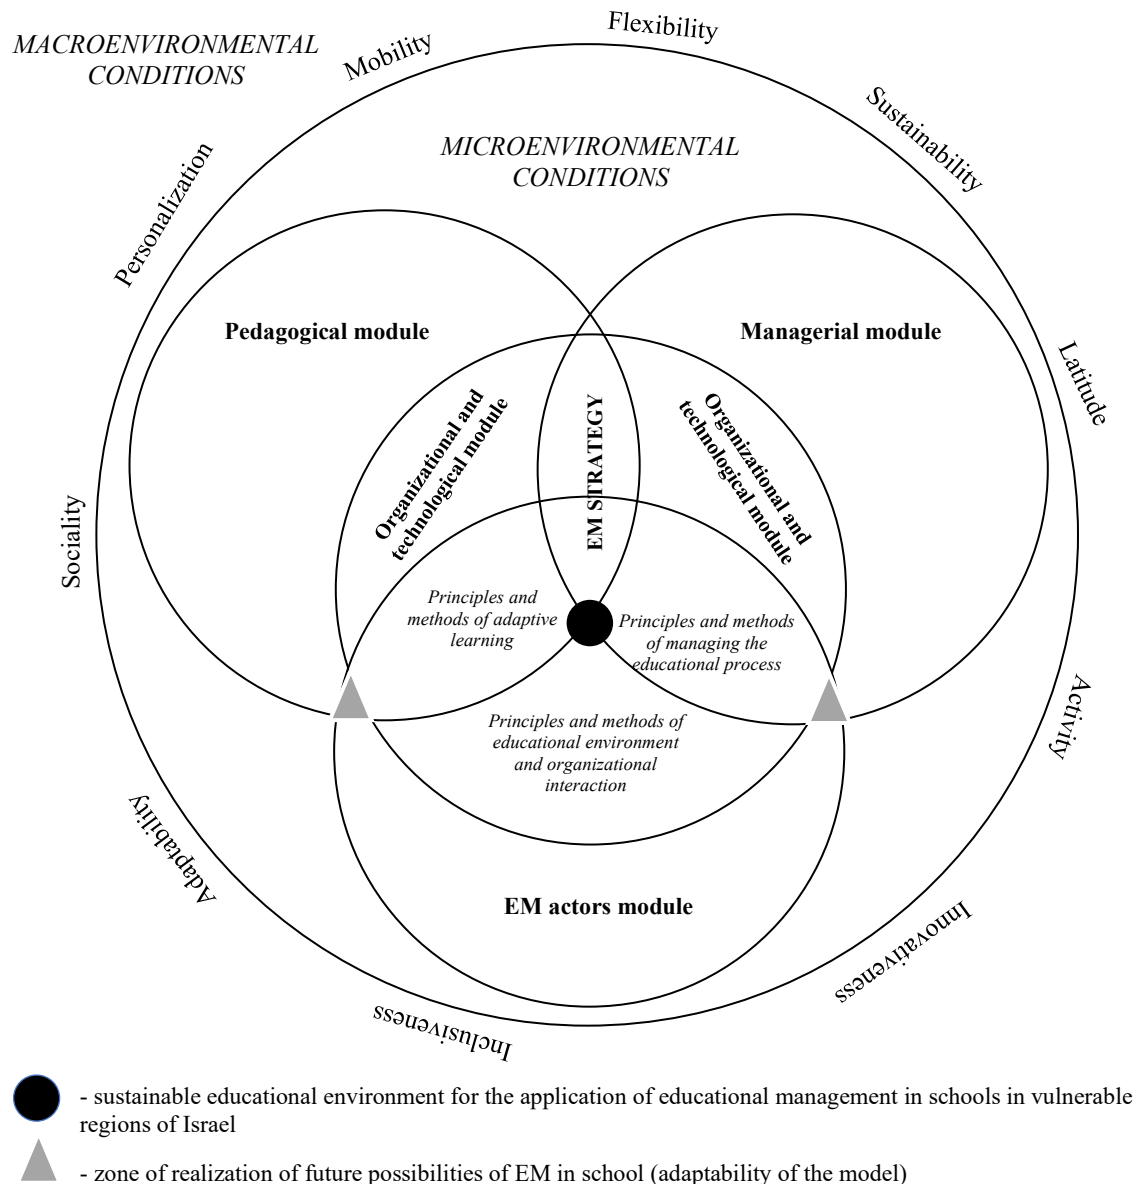 MACROENVIRONMENTAL
CONDITIONS
Mobility
Flexibility
Sustainability
Personalization
MICROENVIRONMENTAL
CONDITIONS
Latitude
Pedagogical module
Managerial module
Organizational and
technological module
EM STRATEGY
Organizational and
technological module
Sociality
Principles and
methods of adaptive
learning
Principles and methods
of managing the
educational process
Activity
Principles and methods of
educational environment
and organizational
interaction
Adaptability
EM actors module
Innovativeness
Inclusiveness
- sustainable educational environment for the application of educational management in schools in vulnerable
regions of Israel
- zone of realization of future possibilities of EM in school (adaptability of the model)